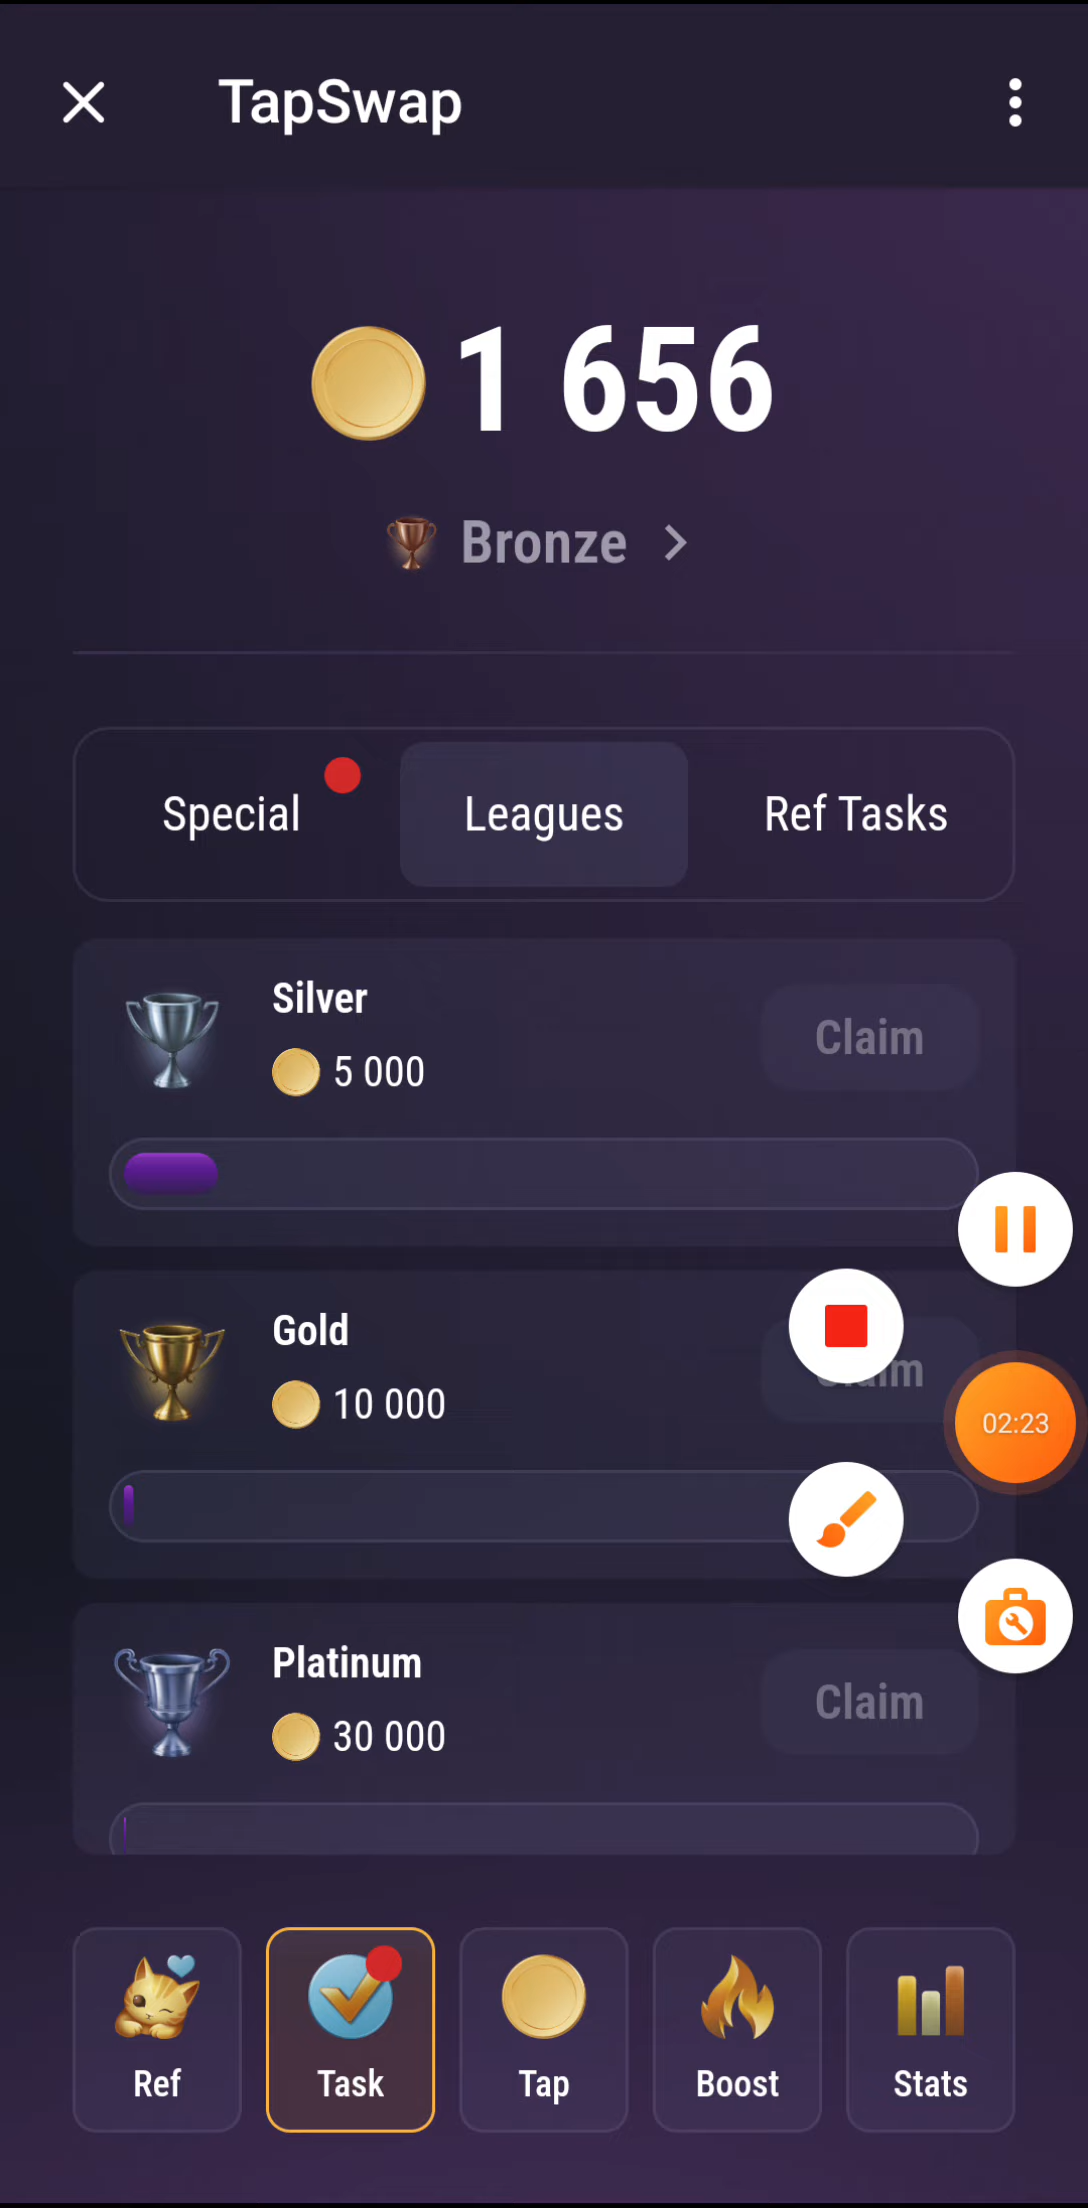 TapSwap
1 656
Bronze
Special
Leagues
Ref Tasks
Silver
5 000
Claim
Gold
10 000
02:23
Platinum
30 000
Claim
Ref
Task
Tap
Boost
Stats